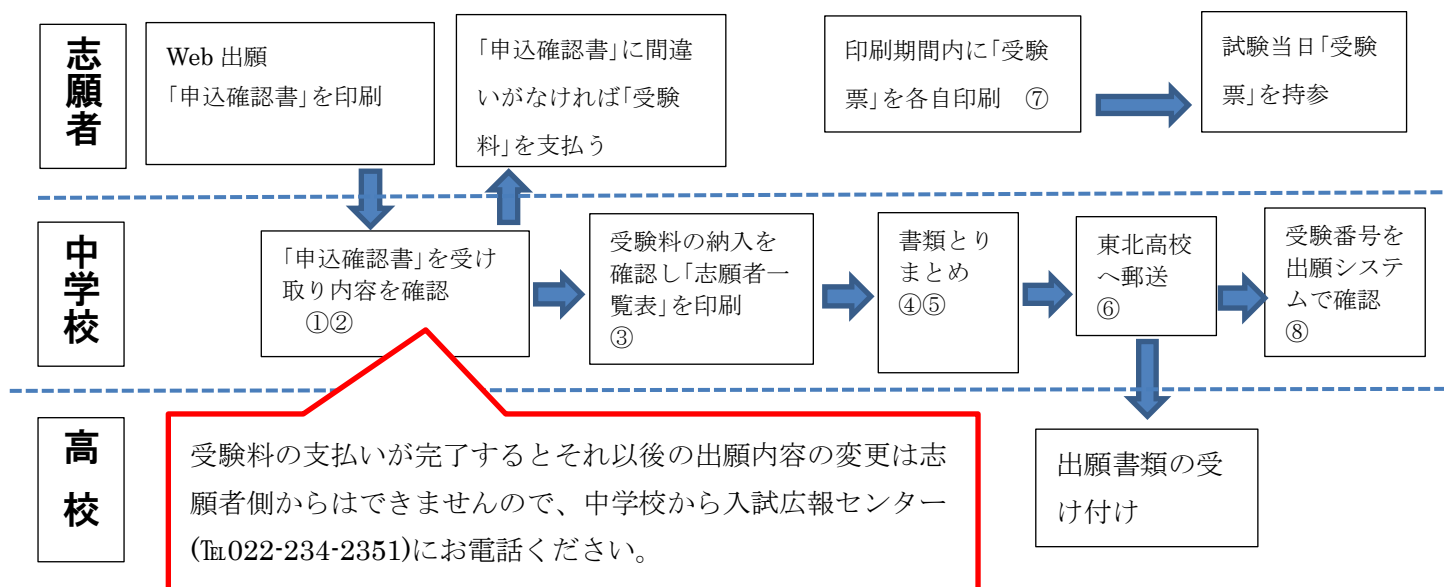 志願者
Web 出願
「申込確認書」を印刷
「申込確認書」に間違
いがなければ「受験
料」を支払う
印刷期間内に「受験
票」を各自印刷　⑦
試験当日「受験
票」を持参
中学校
「申込確認書」を受け
取り内容を確認
①②
受験料の納入を
確認し「志願者一
覧表」を印刷
③
書類とり
まとめ
④⑤
東北高校
へ郵送
⑥
受験番号を
出願システ
ムで確認
⑧
高校
受験料の支払いが完了するとそれ以後の出願内容の変更は志
願者側からはできませんので、中学校から入試広報センター
(℡022-234-2351)にお電話ください。
出願書類の受
け付け